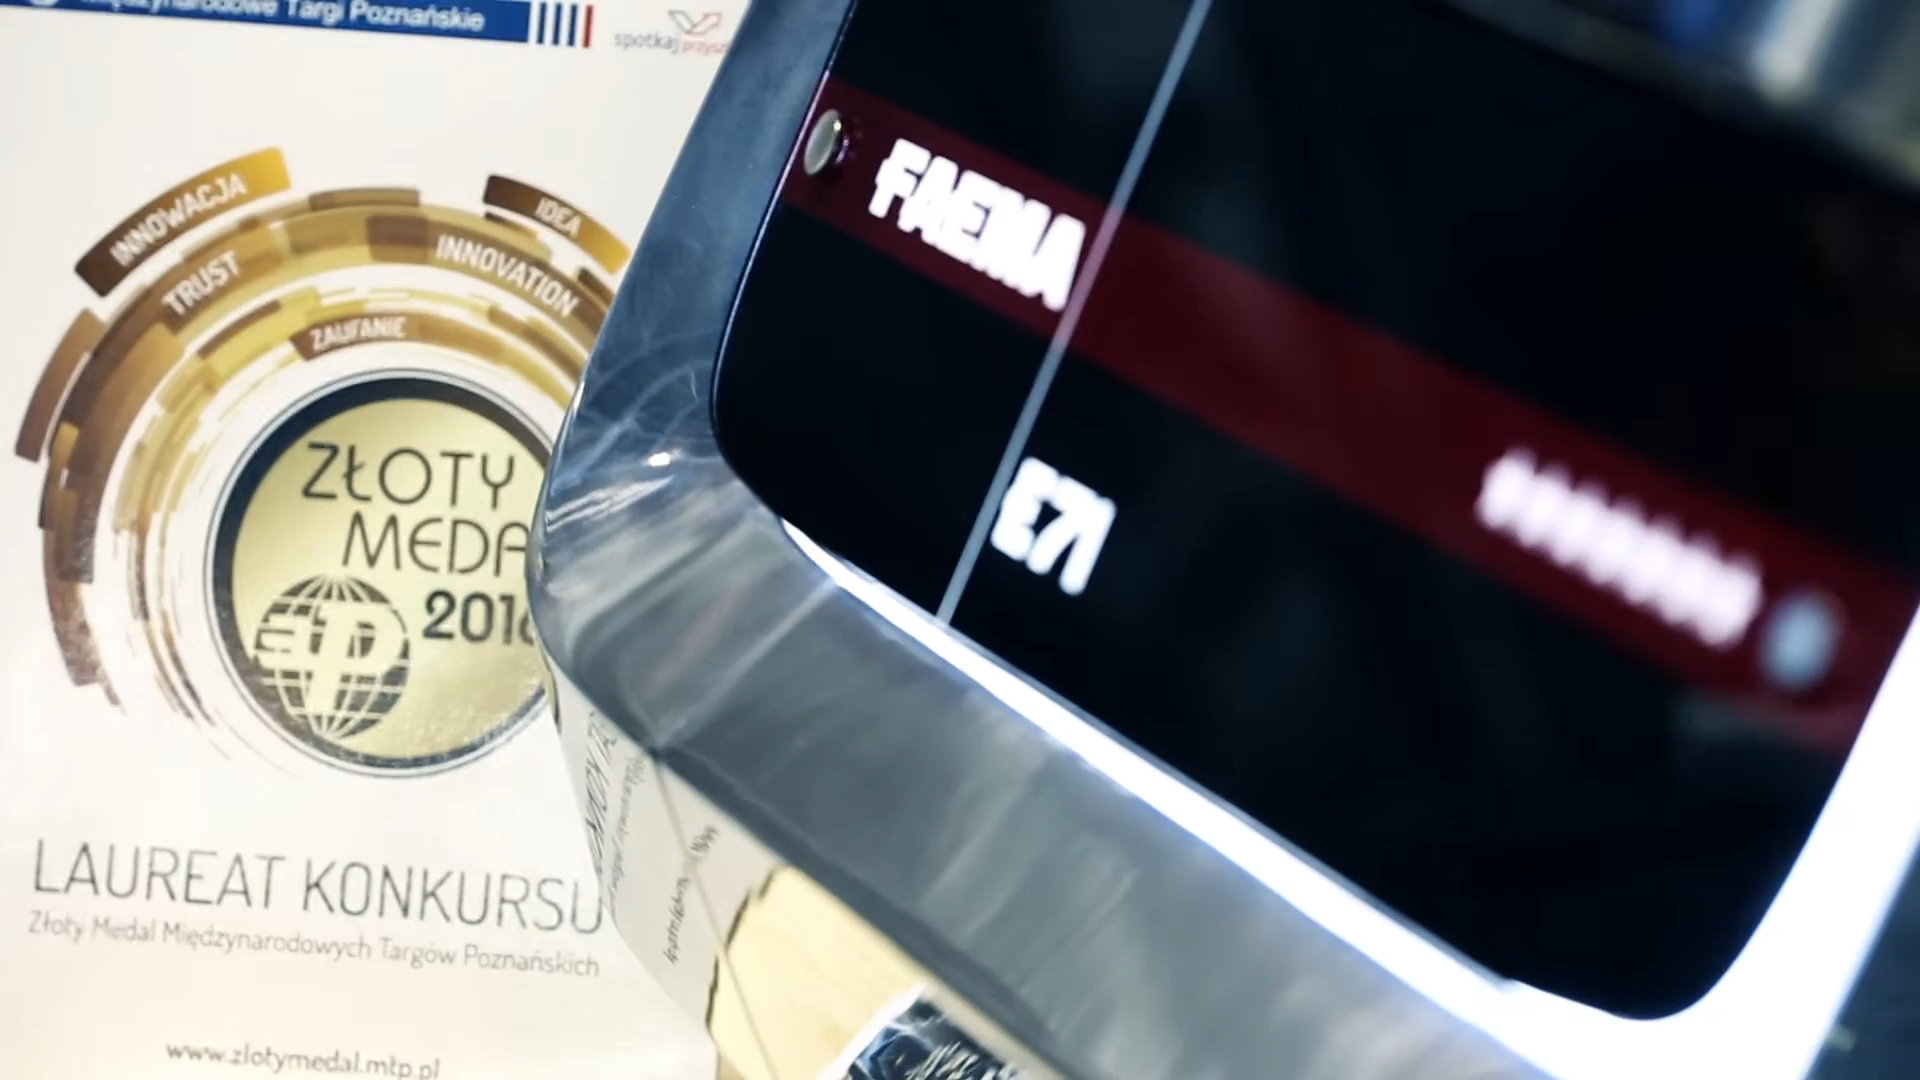 Międzynarodowe Targi Poznańskie
spotkaj
INNOWACJA
IDEA
TRUST
INNOVATION
ZAUFANIE
ZŁOTY
MEDA
201
LAUREAT KONKURSU
Złoty Medal Międzynarodowych Targów Poznańskich
www.zlotymedal.mtp.pl
FAEMA
E71